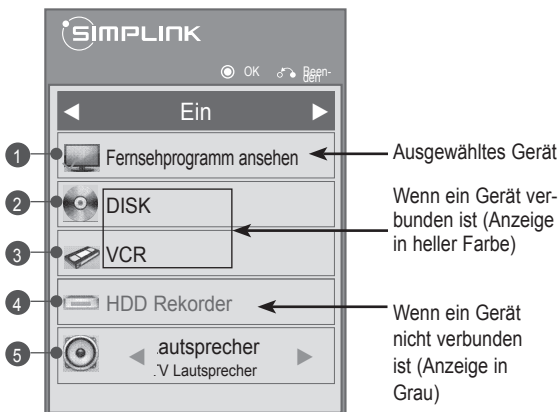 SIMPLINK
OK Been-
den
Ein
1 Fernsehprogramm ansehen
Ausgewähltes Gerät
2 DISK
Wenn ein Gerät ver-
bunden ist (Anzeige
in heller Farbe)
3 VCR
4 HDD Rekorder
Wenn ein Gerät
nicht verbunden
ist (Anzeige in
Grau)
5 .autsprecher
.V Lautsprecher